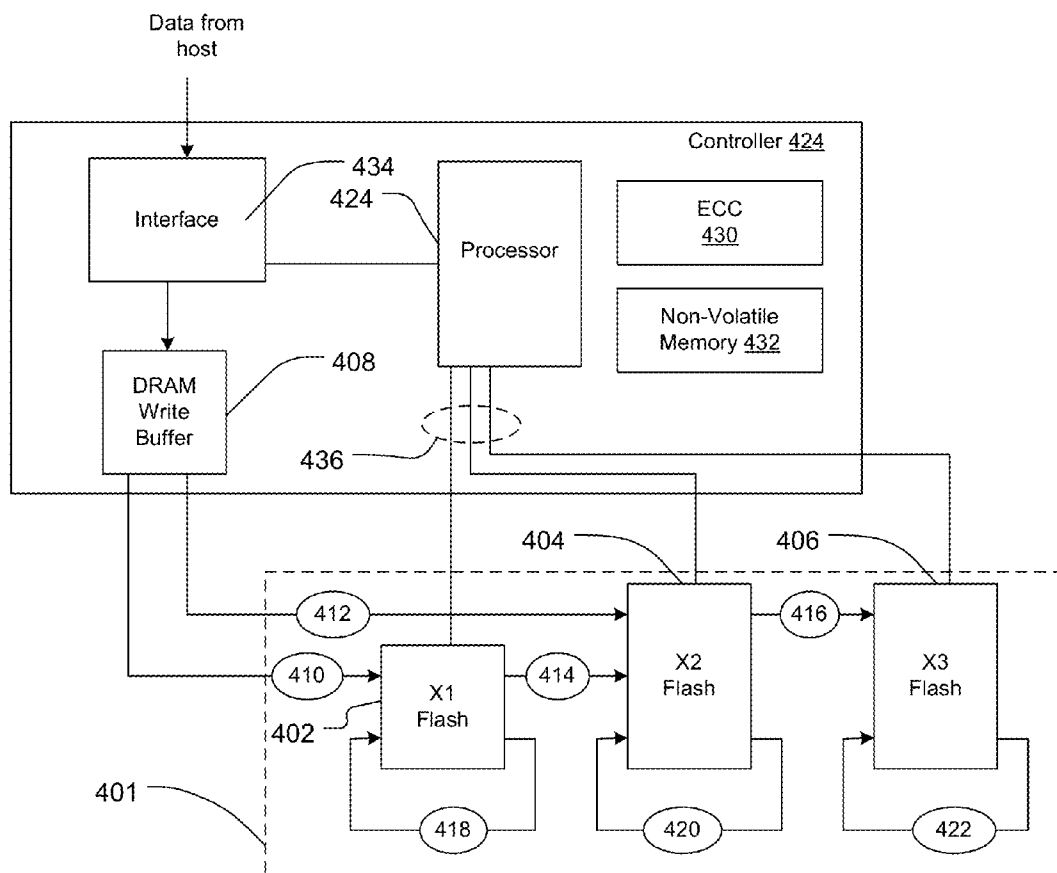 Data from
host
Controller 424
434
424
Interface
Processor
ECC
430
Non-Volatile
Memory 432
408
DRAM
Write
Buffer
436
404
406
412
416
410
X1
Flash
414
X2
Flash
X3
Flash
402
401
418
420
422